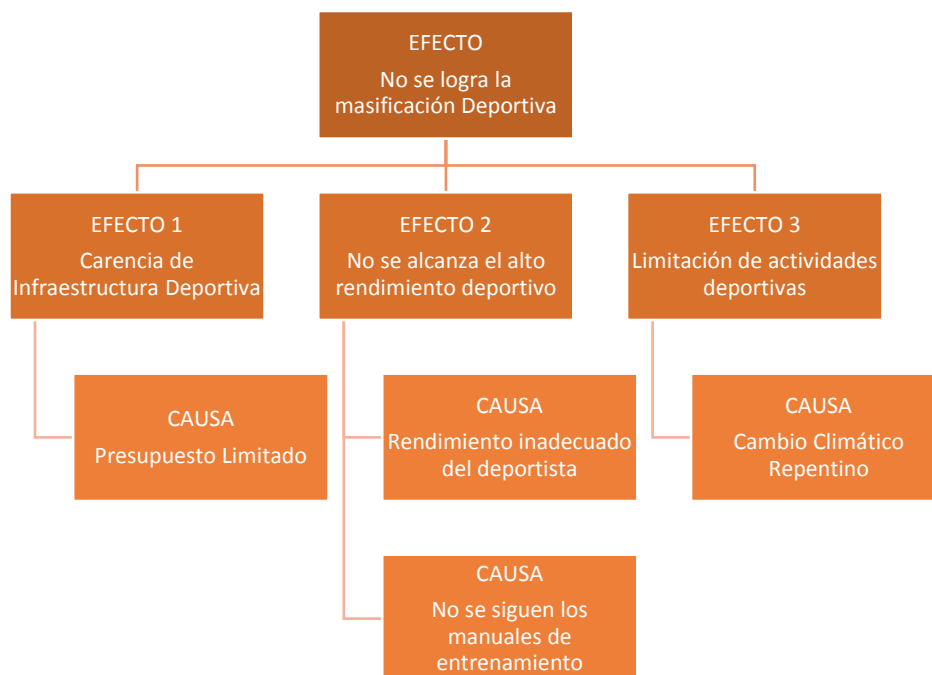 EFECTO
No se logra la
masificación Deportiva
EFECTO 1
Carencia de
Infraestructura Deportiva
EFECTO 2
No se alcanza el alto
rendimiento deportivo
EFECTO 3
Limitación de actividades
deportivas
CAUSA
Presupuesto Limitado
CAUSA
Rendimiento inadecuado
del deportista
CAUSA
Cambio Climático
Repentino
CAUSA
No se siguen los
manuales de
entrenamiento